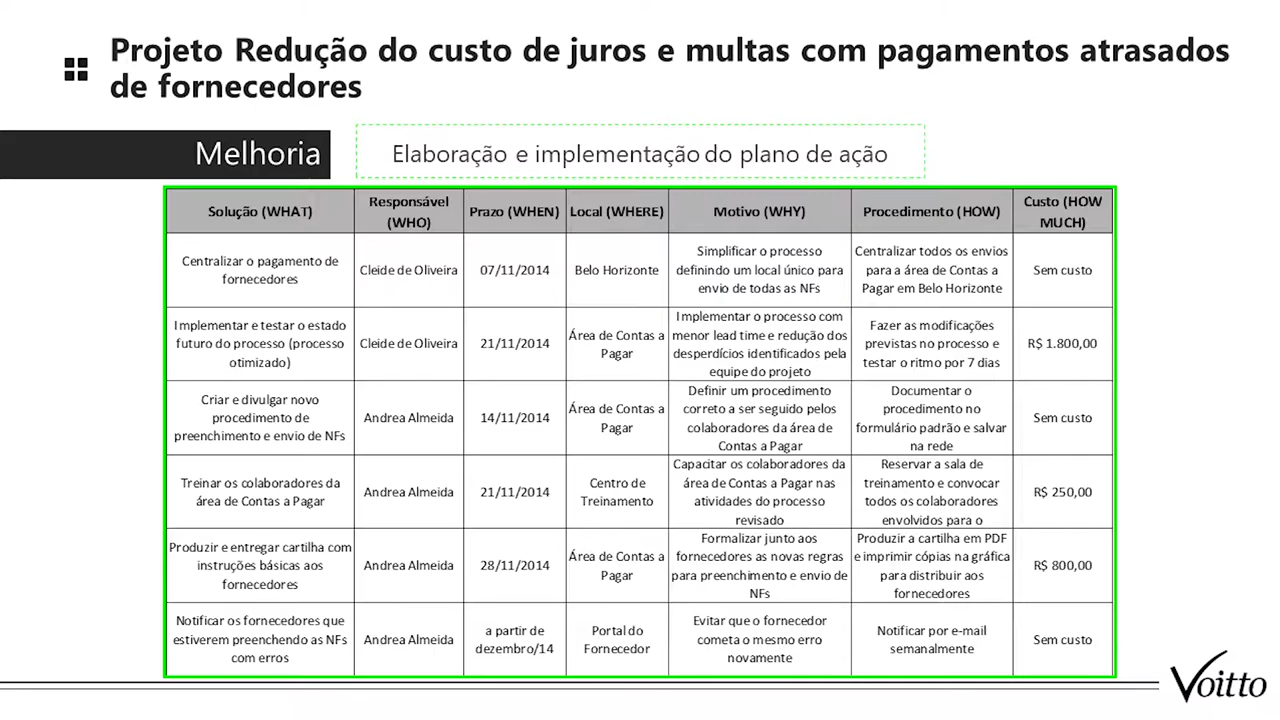 Projeto Redução do custo de juros e multas com pagamentos atrasados
de fornecedores
Melhoria
Elaboração e implementação do plano de ação
Solução (WHAT)
Responsável
(WHO)
Prazo (WHEN)
Local (WHERE)
Motivo (WHY)
Procedimento (HOW)
Custo (HOW
MUCH)
Centralizar o pagamento de
fornecedores
Cleide de Oliveira
07/11/2014
Belo Horizonte
Simplificar o processo
definindo um local único para
envio de todas as NFs
Centralizar todos os envios
para a área de Contas a
Pagar em Belo Horizonte
Sem custo
Implementar e testar o estado
futuro do processo (processo
otimizado)
Cleide de Oliveira
21/11/2014
Área de Contas a
Pagar
Implementar o processo com
menor lead time e redução dos
desperdícios identificados pela
equipe do projeto
Fazer as modificações
previstas no processo e
testar o ritmo por 7 dias
R$ 1.800,00
Criar e divulgar novo
procedimento de
preenchimento e envio de NFs
Andrea Almeida
14/11/2014
Área de Contas a
Pagar
Definir um procedimento
correto a ser seguido pelos
colaboradores da área de
Contas a Pagar
Documentar o
procedimento no
formulário padrão e salvar
na rede
Sem custo
Treinar os colaboradores da
área de Contas a Pagar
Andrea Almeida
21/11/2014
Centro de
Treinamento
Capacitar os colaboradores da
área de Contas a Pagar nas
atividades do processo
revisado
Reservar a sala de
treinamento e convocar
todos os colaboradores
envolvidos para o
R$ 250,00
Produzir e entregar cartilha com
instruções básicas aos
fornecedores
Andrea Almeida
28/11/2014
Área de Contas a
Pagar
Formalizar junto aos
fornecedores as novas regras
para preenchimento e envio de
NFs
Produzir a cartilha em PDF
e imprimir cópias na gráfica
para distribuir aos
fornecedores
R$ 800,00
Notificar os fornecedores que
estiverem preenchendo as NFs
com erros
Andrea Almeida
a partir de
dezembro/14
Portal do
Fornecedor
Evitar que o fornecedor
cometa o mesmo erro
novamente
Notificar por e-mail
semanalmente
Sem custo
Voitto